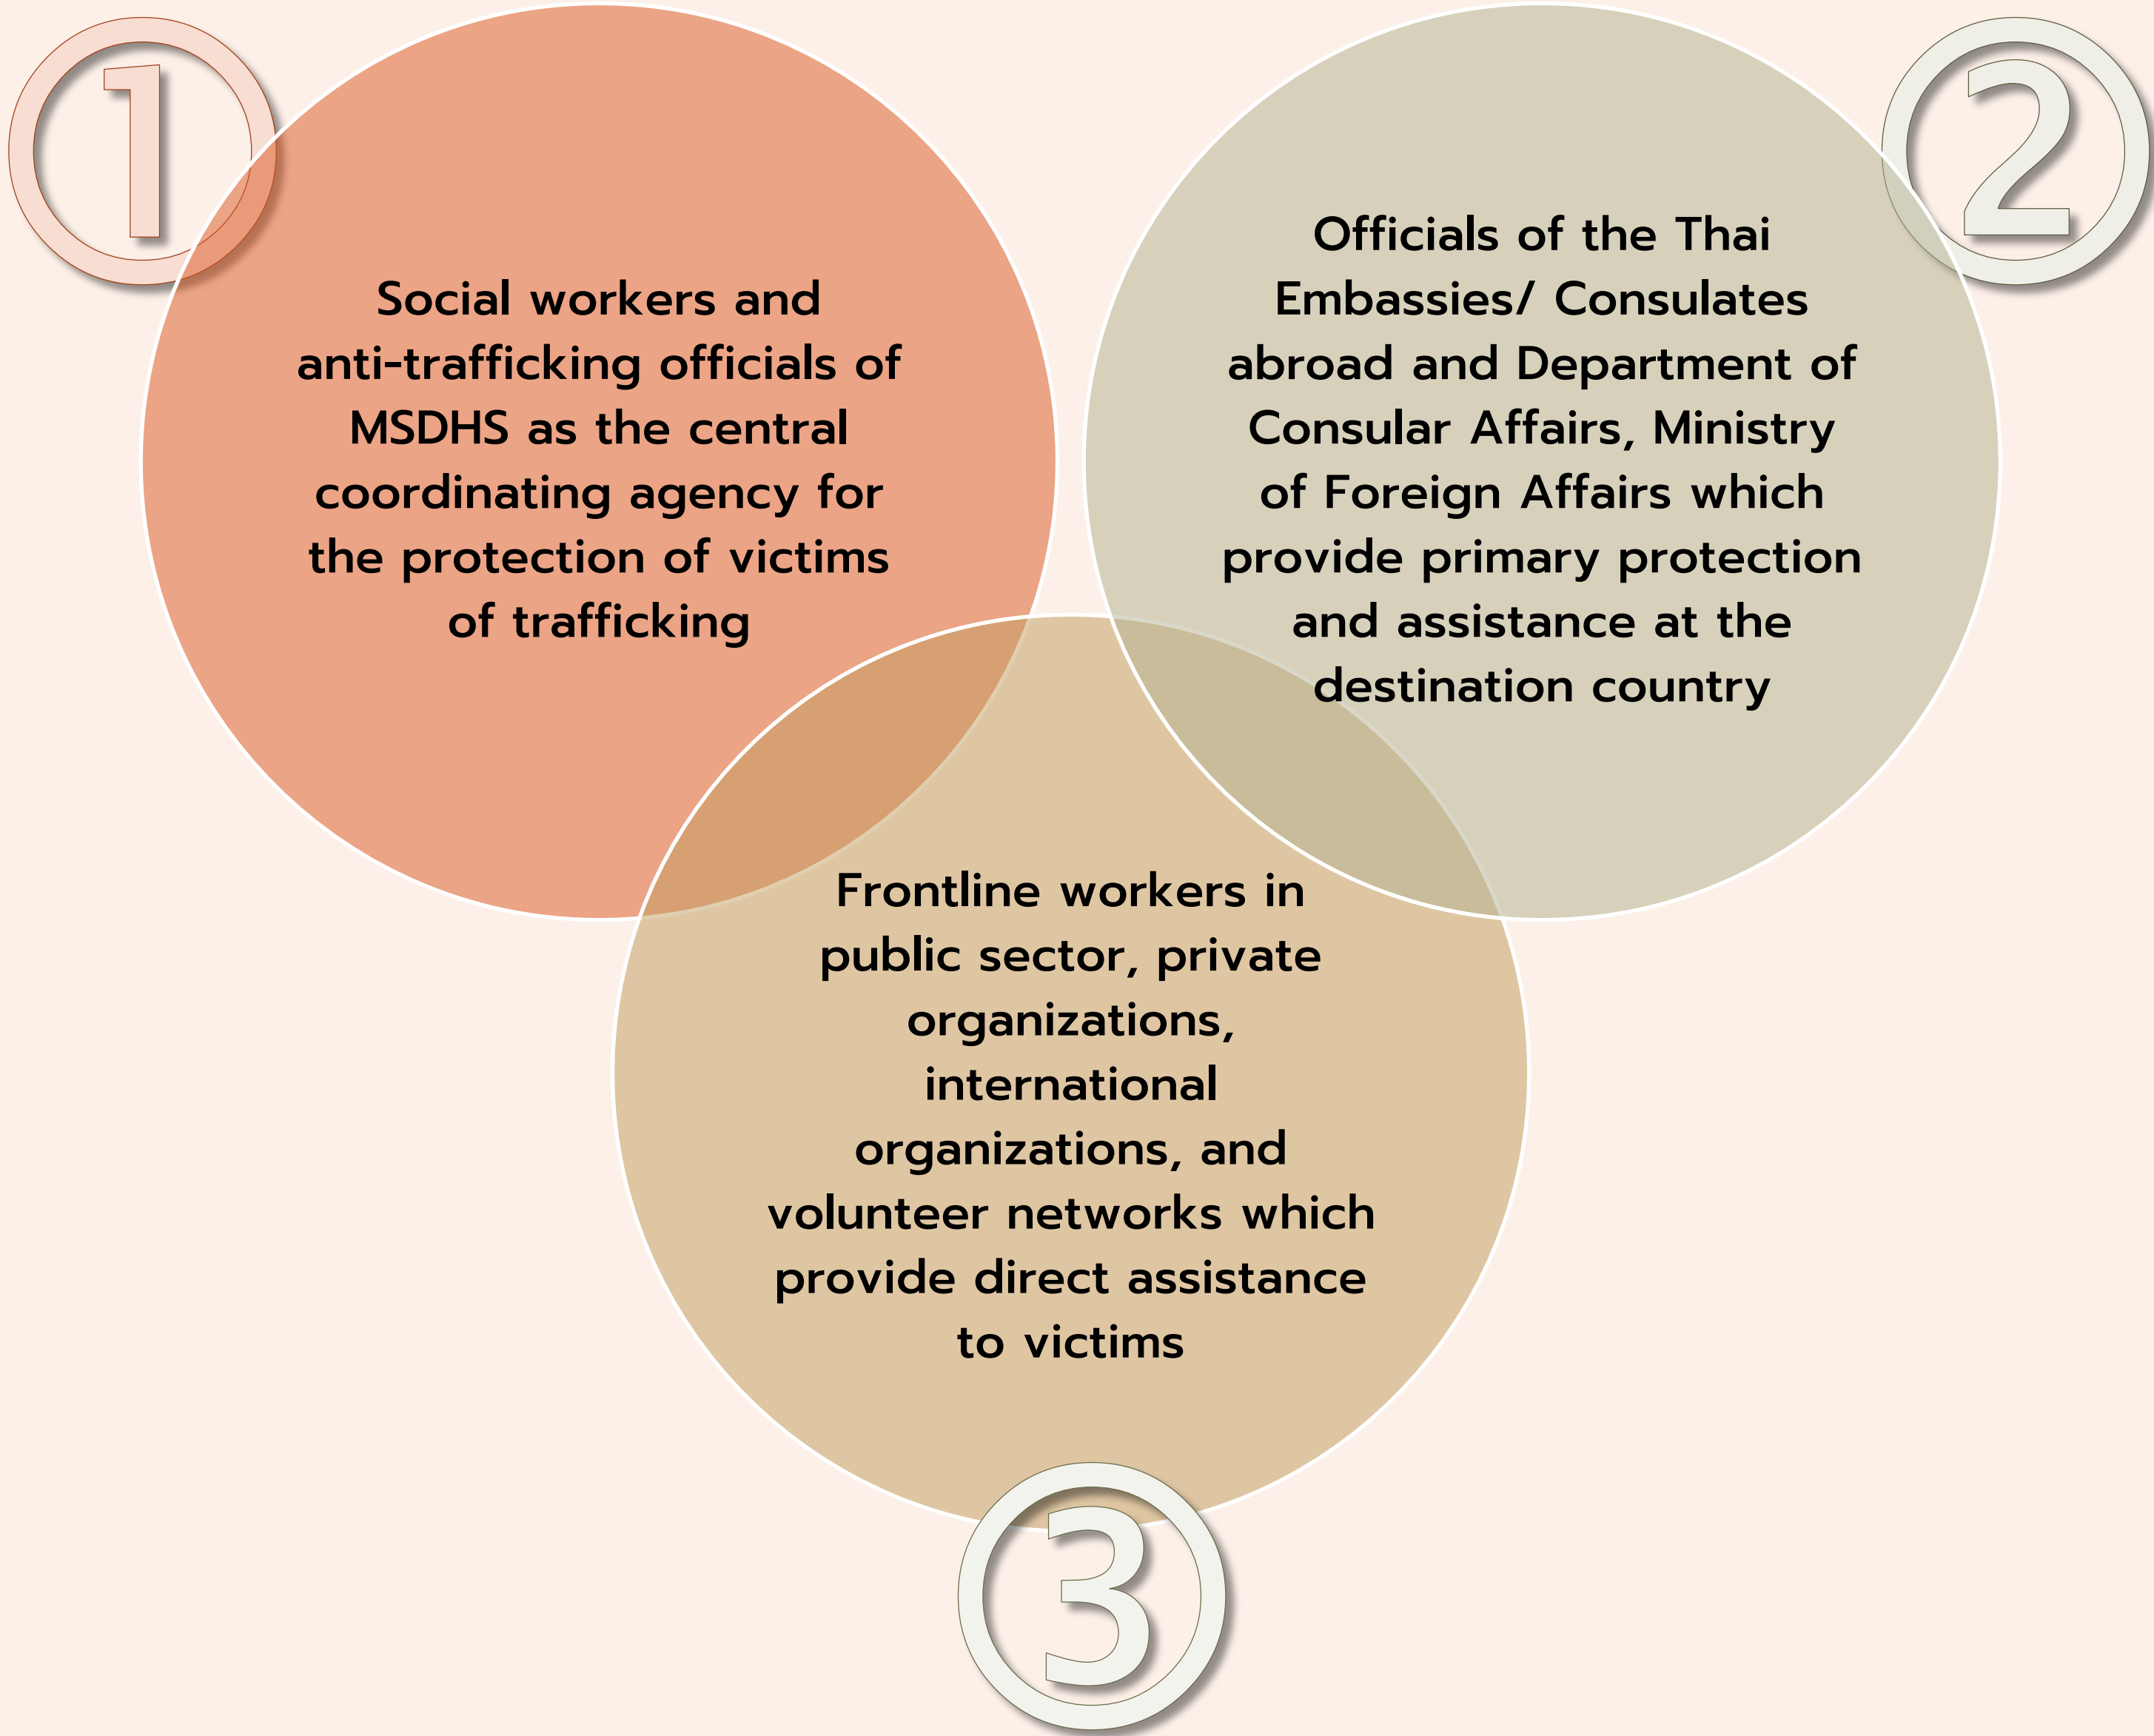 1
Social workers and
anti-trafficking officials of
MSDHS as the central
coordinating agency for
the protection of victims
of trafficking
2
Officials of the Thai
Embassies/ Consulates
abroad and Department of
Consular Affairs, Ministry
of Foreign Affairs which
provide primary protection
and assistance at the
destination country
Frontline workers in
public sector, private
organizations,
international
organizations, and
volunteer networks which
provide direct assistance
to victims
3